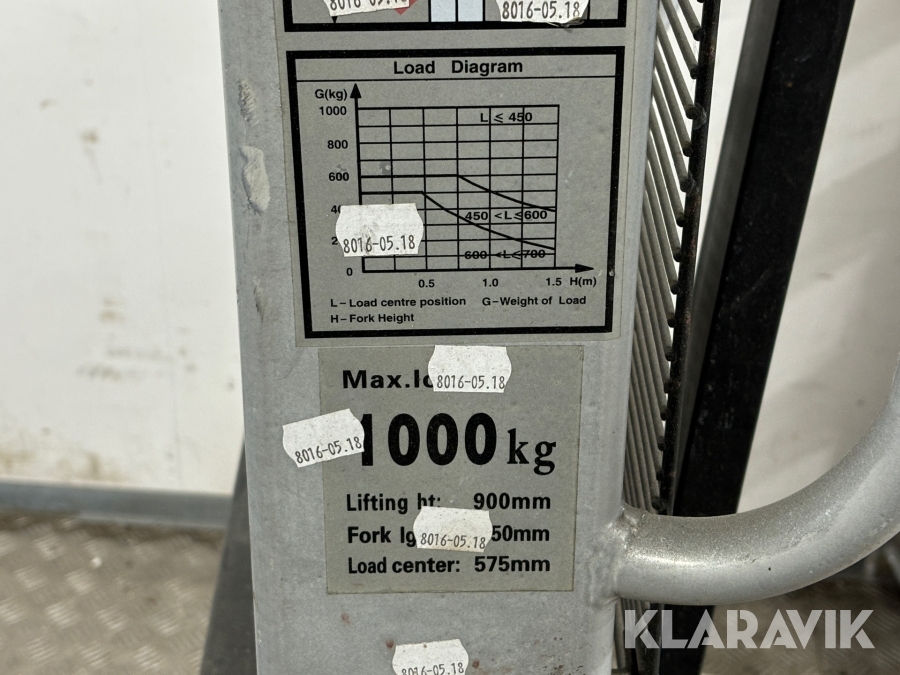 8016-05.18
8016-05.18
Load Diagram
G(kg)
1000
800
600
0
L ≤ 450
450 < L ≤ 600
600 < L ≤ 700
8016-05.18
0.5 1.0 1.5 H(m)
L – Load centre position G – Weight of Load
H – Fork Height
Max.
8016-05.18
1000 kg
8016-05.18
Lifting ht: 900mm
Fork 50mm
8016-05.18
Load center: 575mm
8016-05.18
KLARAVIK